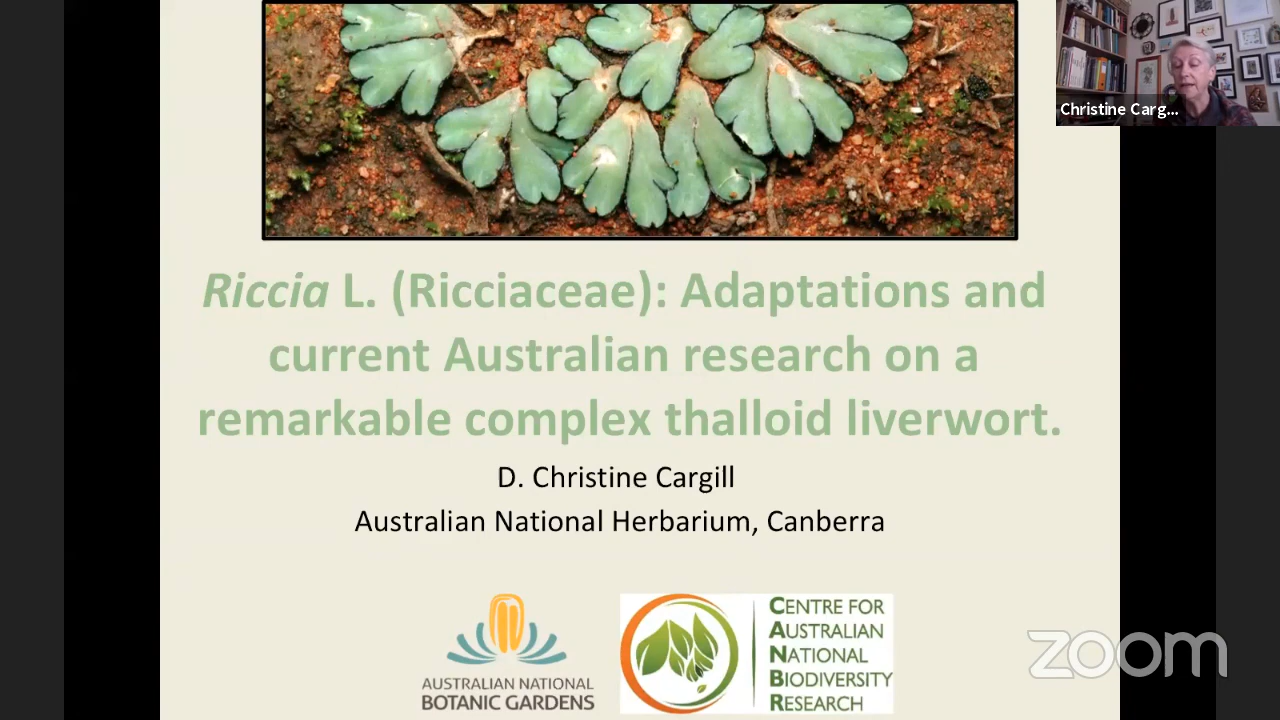 Christine Carg...
Riccia L. (Ricciaceae): Adaptations and
current Australian research on a
remarkable complex thalloid liverwort.
D. Christine Cargill
Australian National Herbarium, Canberra
AUSTRALIAN NATIONAL
BOTANIC GARDENS
CENTRE FOR
AUSTRALIAN
NATIONAL
BIODIVERSITY
RESEARCH
zoom